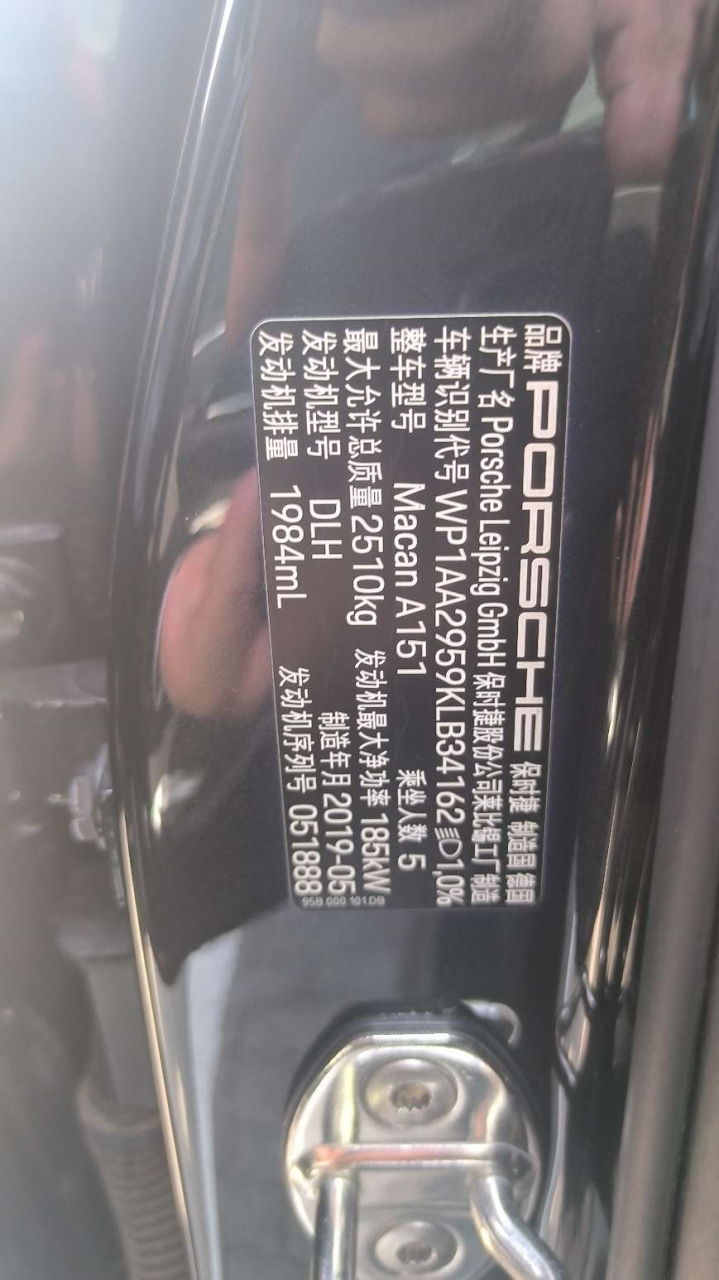 品牌 PORSCHE 保时捷 制造国 德国
生产厂名 Porsche Leipzig GmbH 保时捷股份公司莱比锡工厂 制造
车辆识别代号 WP1AA2959KLB34162 1,0%
整车型号 Macan A151 乘坐人数 5
最大允许总质量 2510kg 发动机最大净功率 185kW
发动机型号 DLH 制造年月 2019-05
发动机排量 1984mL 发动机序列号 051888
95B.000.101.DB